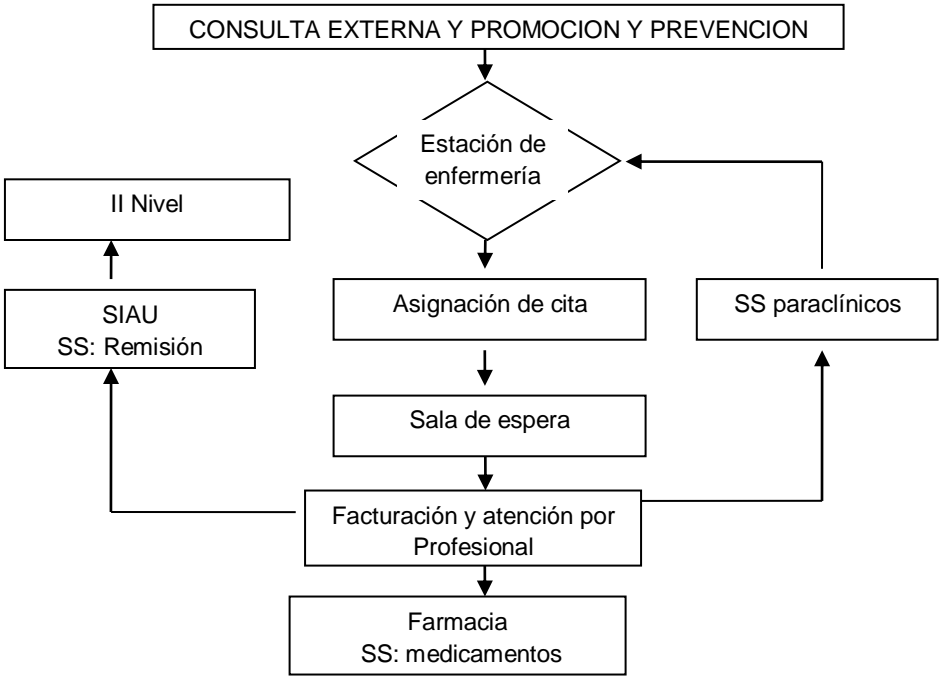 CONSULTA EXTERNA Y PROMOCION Y PREVENCION
Estación de
enfermería
II Nivel
SIAU
SS: Remisión
Asignación de cita
SS paraclínicos
Sala de espera
Facturación y atención por
Profesional
Farmacia
SS: medicamentos